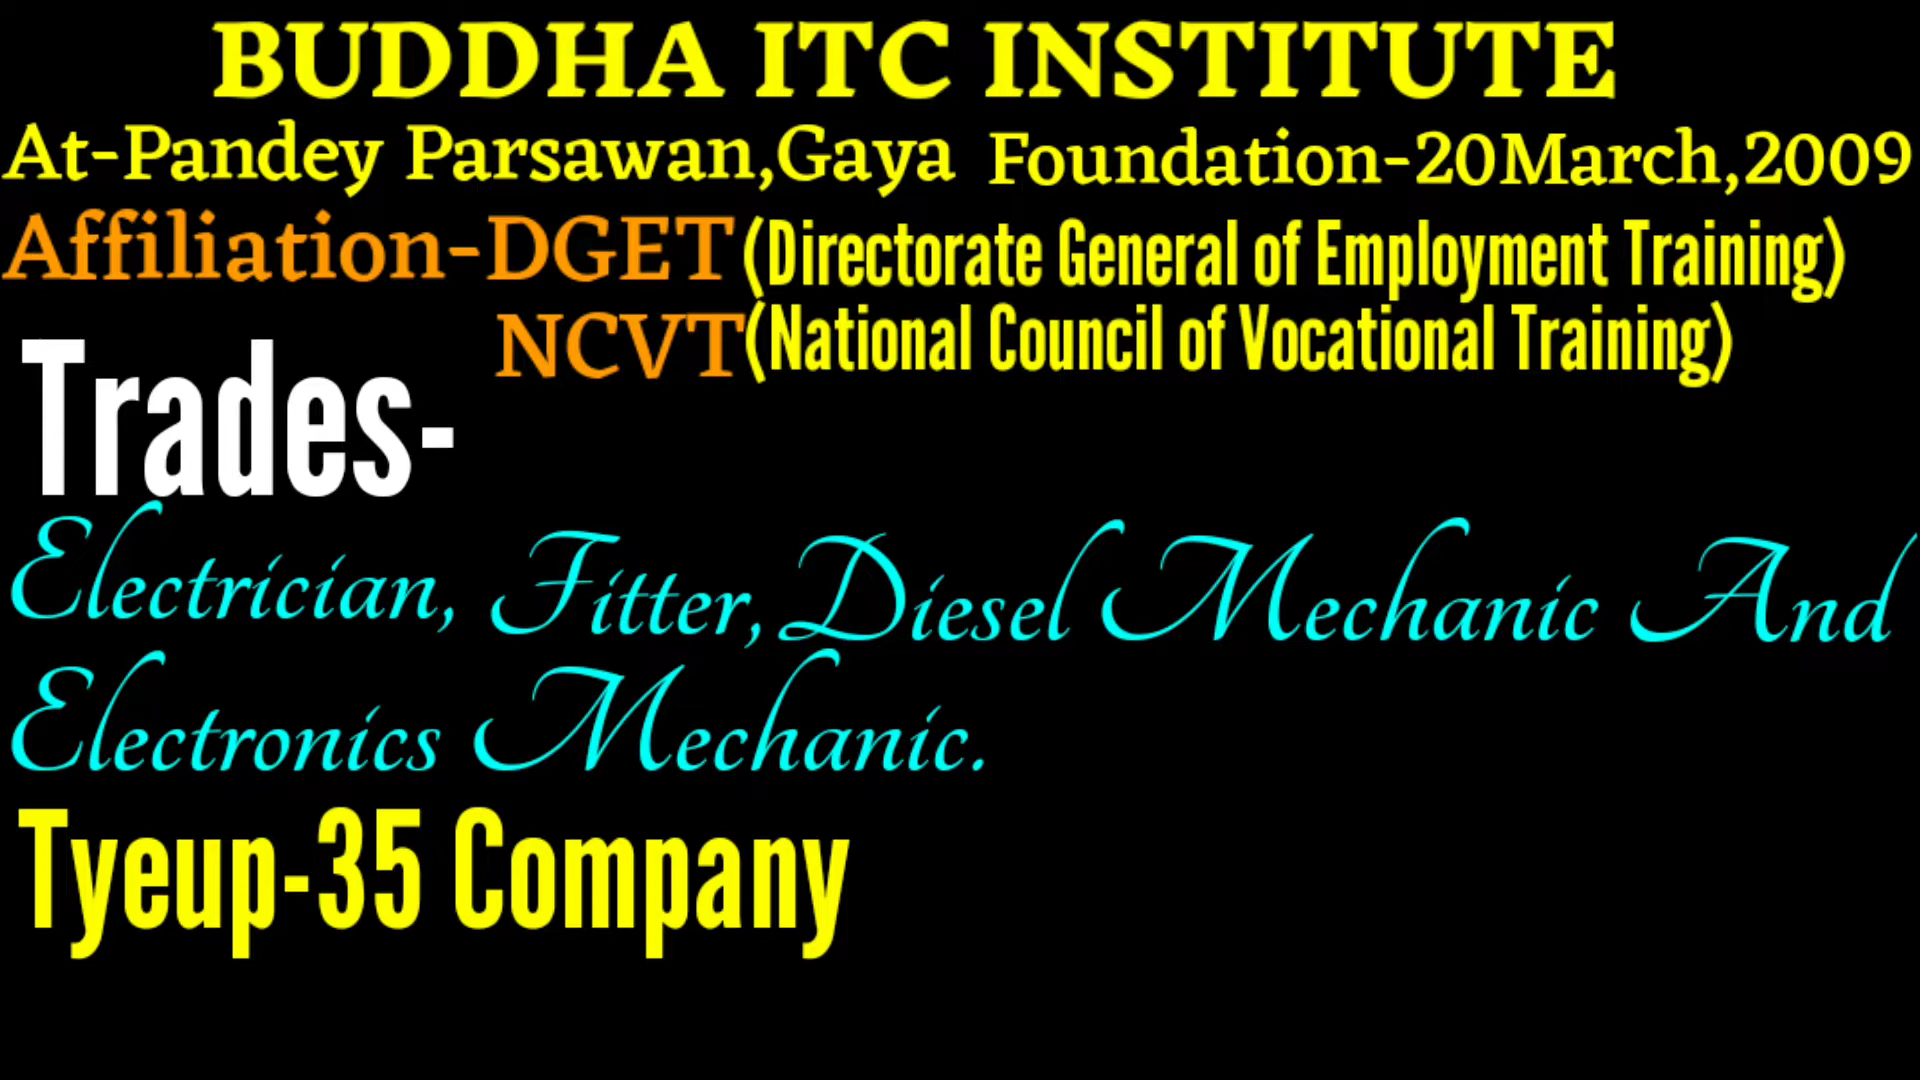 BUDDHA ITC INSTITUTE
At-Pandey Parsawan,Gaya Foundation-20March,2009
Affiliation-DGET(Directorate General of Employment Training)
NCVT(National Council of Vocational Training)
Trades-
Electrician, Fitter,Diesel Mechanic And
Electronics Mechanic.
Tyeup-35 Company